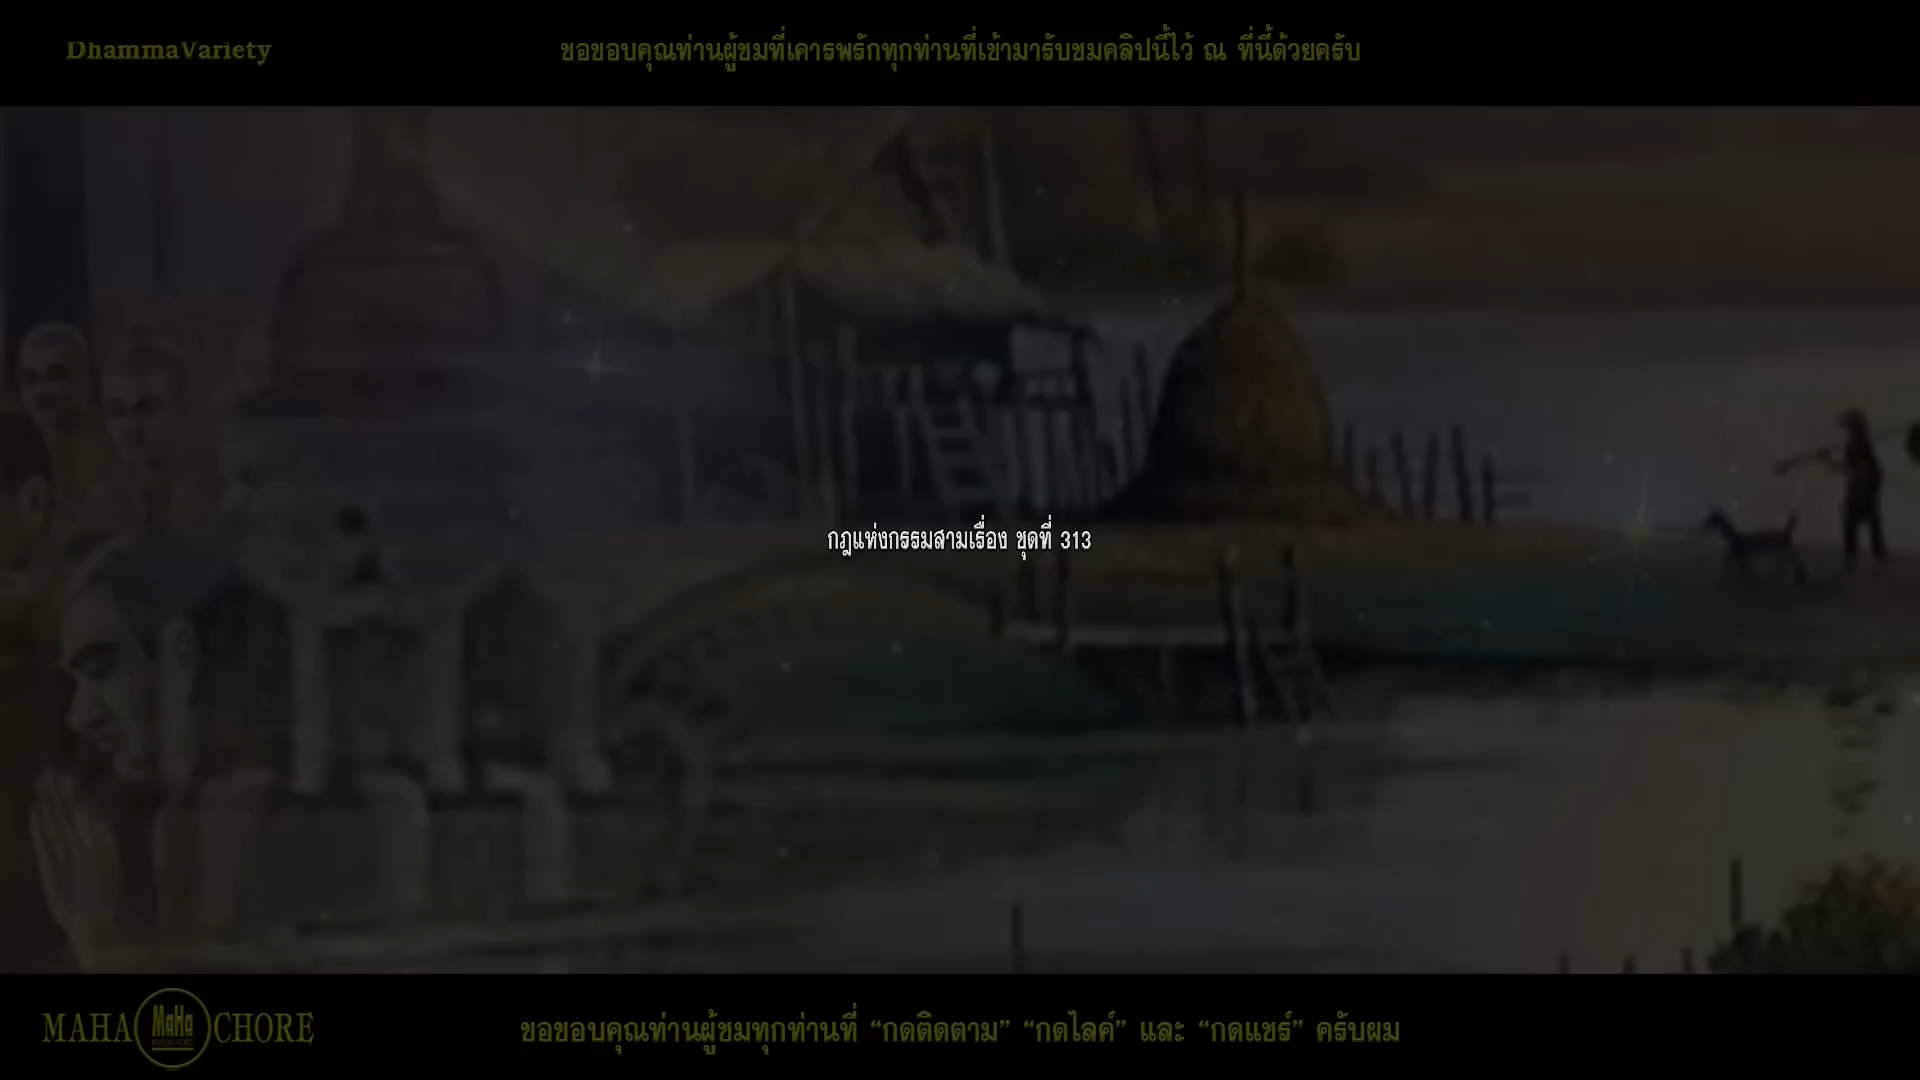 DhammaVariety
ขอขอบคุณท่านผู้ชมที่เคารพรักทุกท่านที่เข้ามารับชมคลิปนี้ไว้ ณ ที่นี้ด้วยครับ
กฎแห่งกรรมสามเรื่อง ชุดที่ 313
MAHA MaHa CHORE
ขอขอบคุณท่านผู้ชมทุกท่านที่ “กดติดตาม” “กดไลค์” และ “กดแชร์” ครับผม